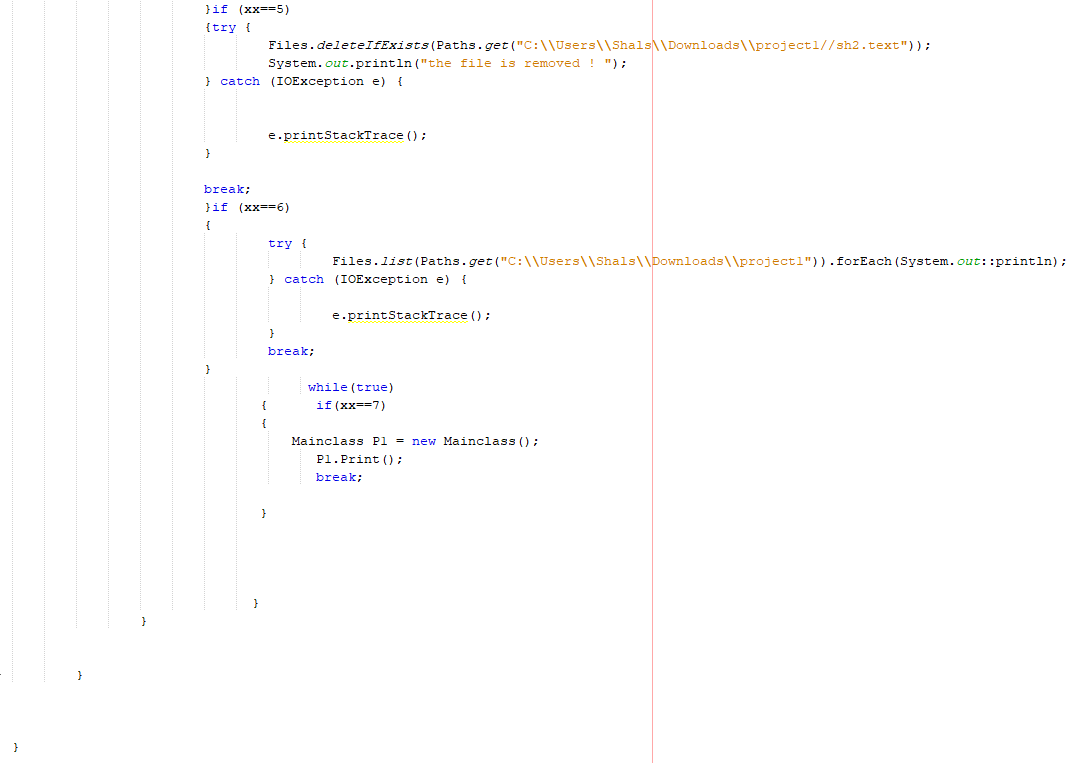 }if (xx==5)
{try {
Files.deleteIfExists(Paths.get("C:\\Users\\Shals\\Downloads\\project1//sh2.text"));
System.out.println("the file is removed ! ");
} catch (IOException e) {
e.printStackTrace();
}
break;
}if (xx==6)
{
try {
Files.list(Paths.get("C:\\Users\\Shals\\Downloads\\project1")).forEach(System.out::println);
} catch (IOException e) {
e.printStackTrace();
}
break;
}
while(true)
{ if(xx==7)
{
Mainclass P1 = new Mainclass();
P1.Print();
break;
}
}
}
}
}